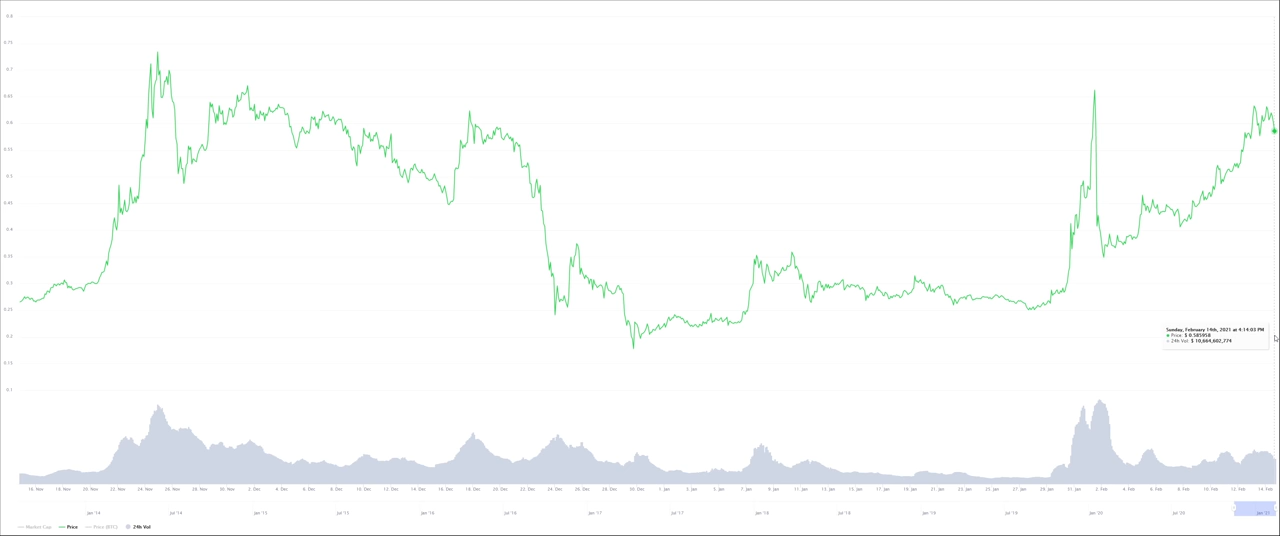 0.8
0.75
0.7
0.65
0.6
0.55
0.5
0.45
0.4
0.35
0.3
0.25
0.2
0.15
0.1
Sunday, February 14th, 2021 at 4:14:03 PM
Price: $ 0.585958
24h Vol: $ 10,664,602,774
16. Nov 18. Nov 20. Nov 22. Nov 24. Nov 26. Nov 28. Nov 30. Nov 2. Dec 4. Dec 6. Dec 8. Dec 10. Dec 12. Dec 14. Dec 16. Dec 18. Dec 20. Dec 22. Dec 24. Dec 26. Dec 28. Dec 30. Dec 1. Jan 3. Jan 5. Jan 7. Jan 9. Jan 11. Jan 13. Jan 15. Jan 17. Jan 19. Jan 21. Jan 23. Jan 25. Jan 27. Jan 29. Jan 31. Jan 2. Feb 4. Feb 6. Feb 8. Feb 10. Feb 12. Feb 14. Feb
Jan '14 Jul '14 Jan '15 Jul '15 Jan '16 Jul '16 Jan '17 Jul '17 Jan '18 Jul '18 Jan '19 Jul '19 Jan '20 Jul '20 Jan '21
Market Cap Price Price (BTC) 24h Vol